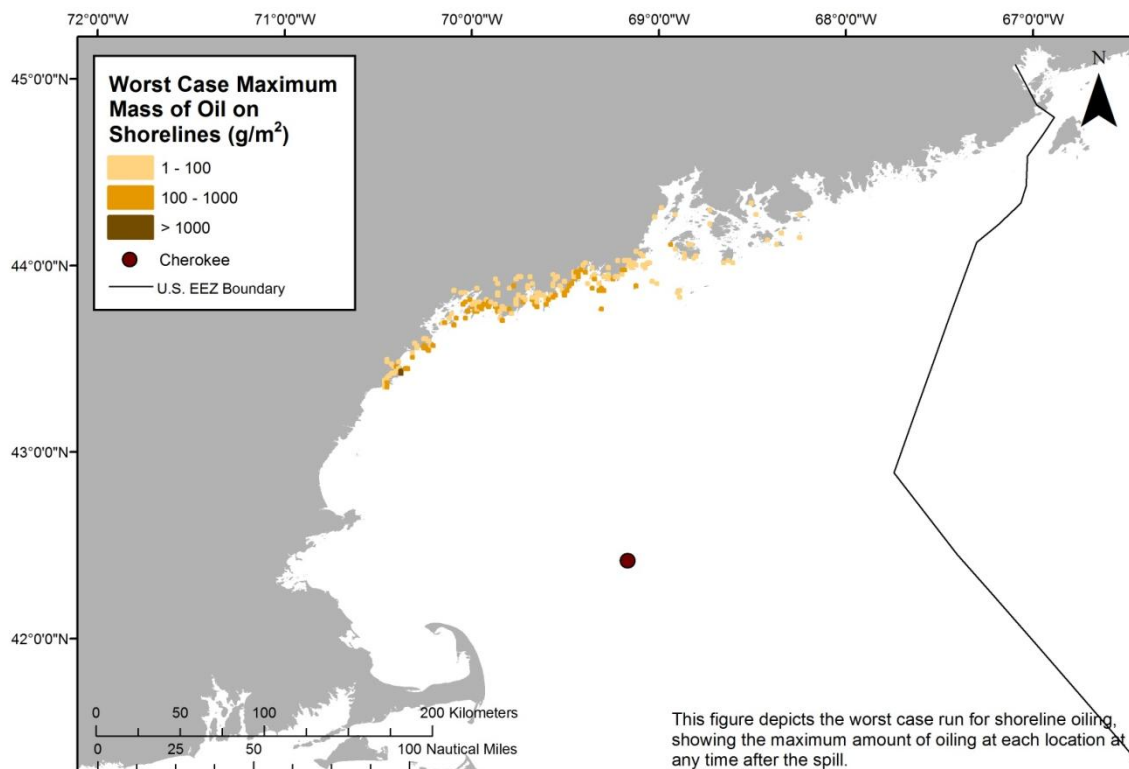 72°0'0"W 71°0'0"W 70°0'0"W 69°0'0"W 68°0'0"W 67°0'0"W
45°0'0"N
44°0'0"N
43°0'0"N
42°0'0"N
Worst Case Maximum
Mass of Oil on
Shorelines (g/m²)
1 - 100
100 - 1000
> 1000
Cherokee
U.S. EEZ Boundary
N
0 50 100 200 Kilometers
0 25 50 100 Nautical Miles
This figure depicts the worst case run for shoreline oiling,
showing the maximum amount of oiling at each location at
any time after the spill.